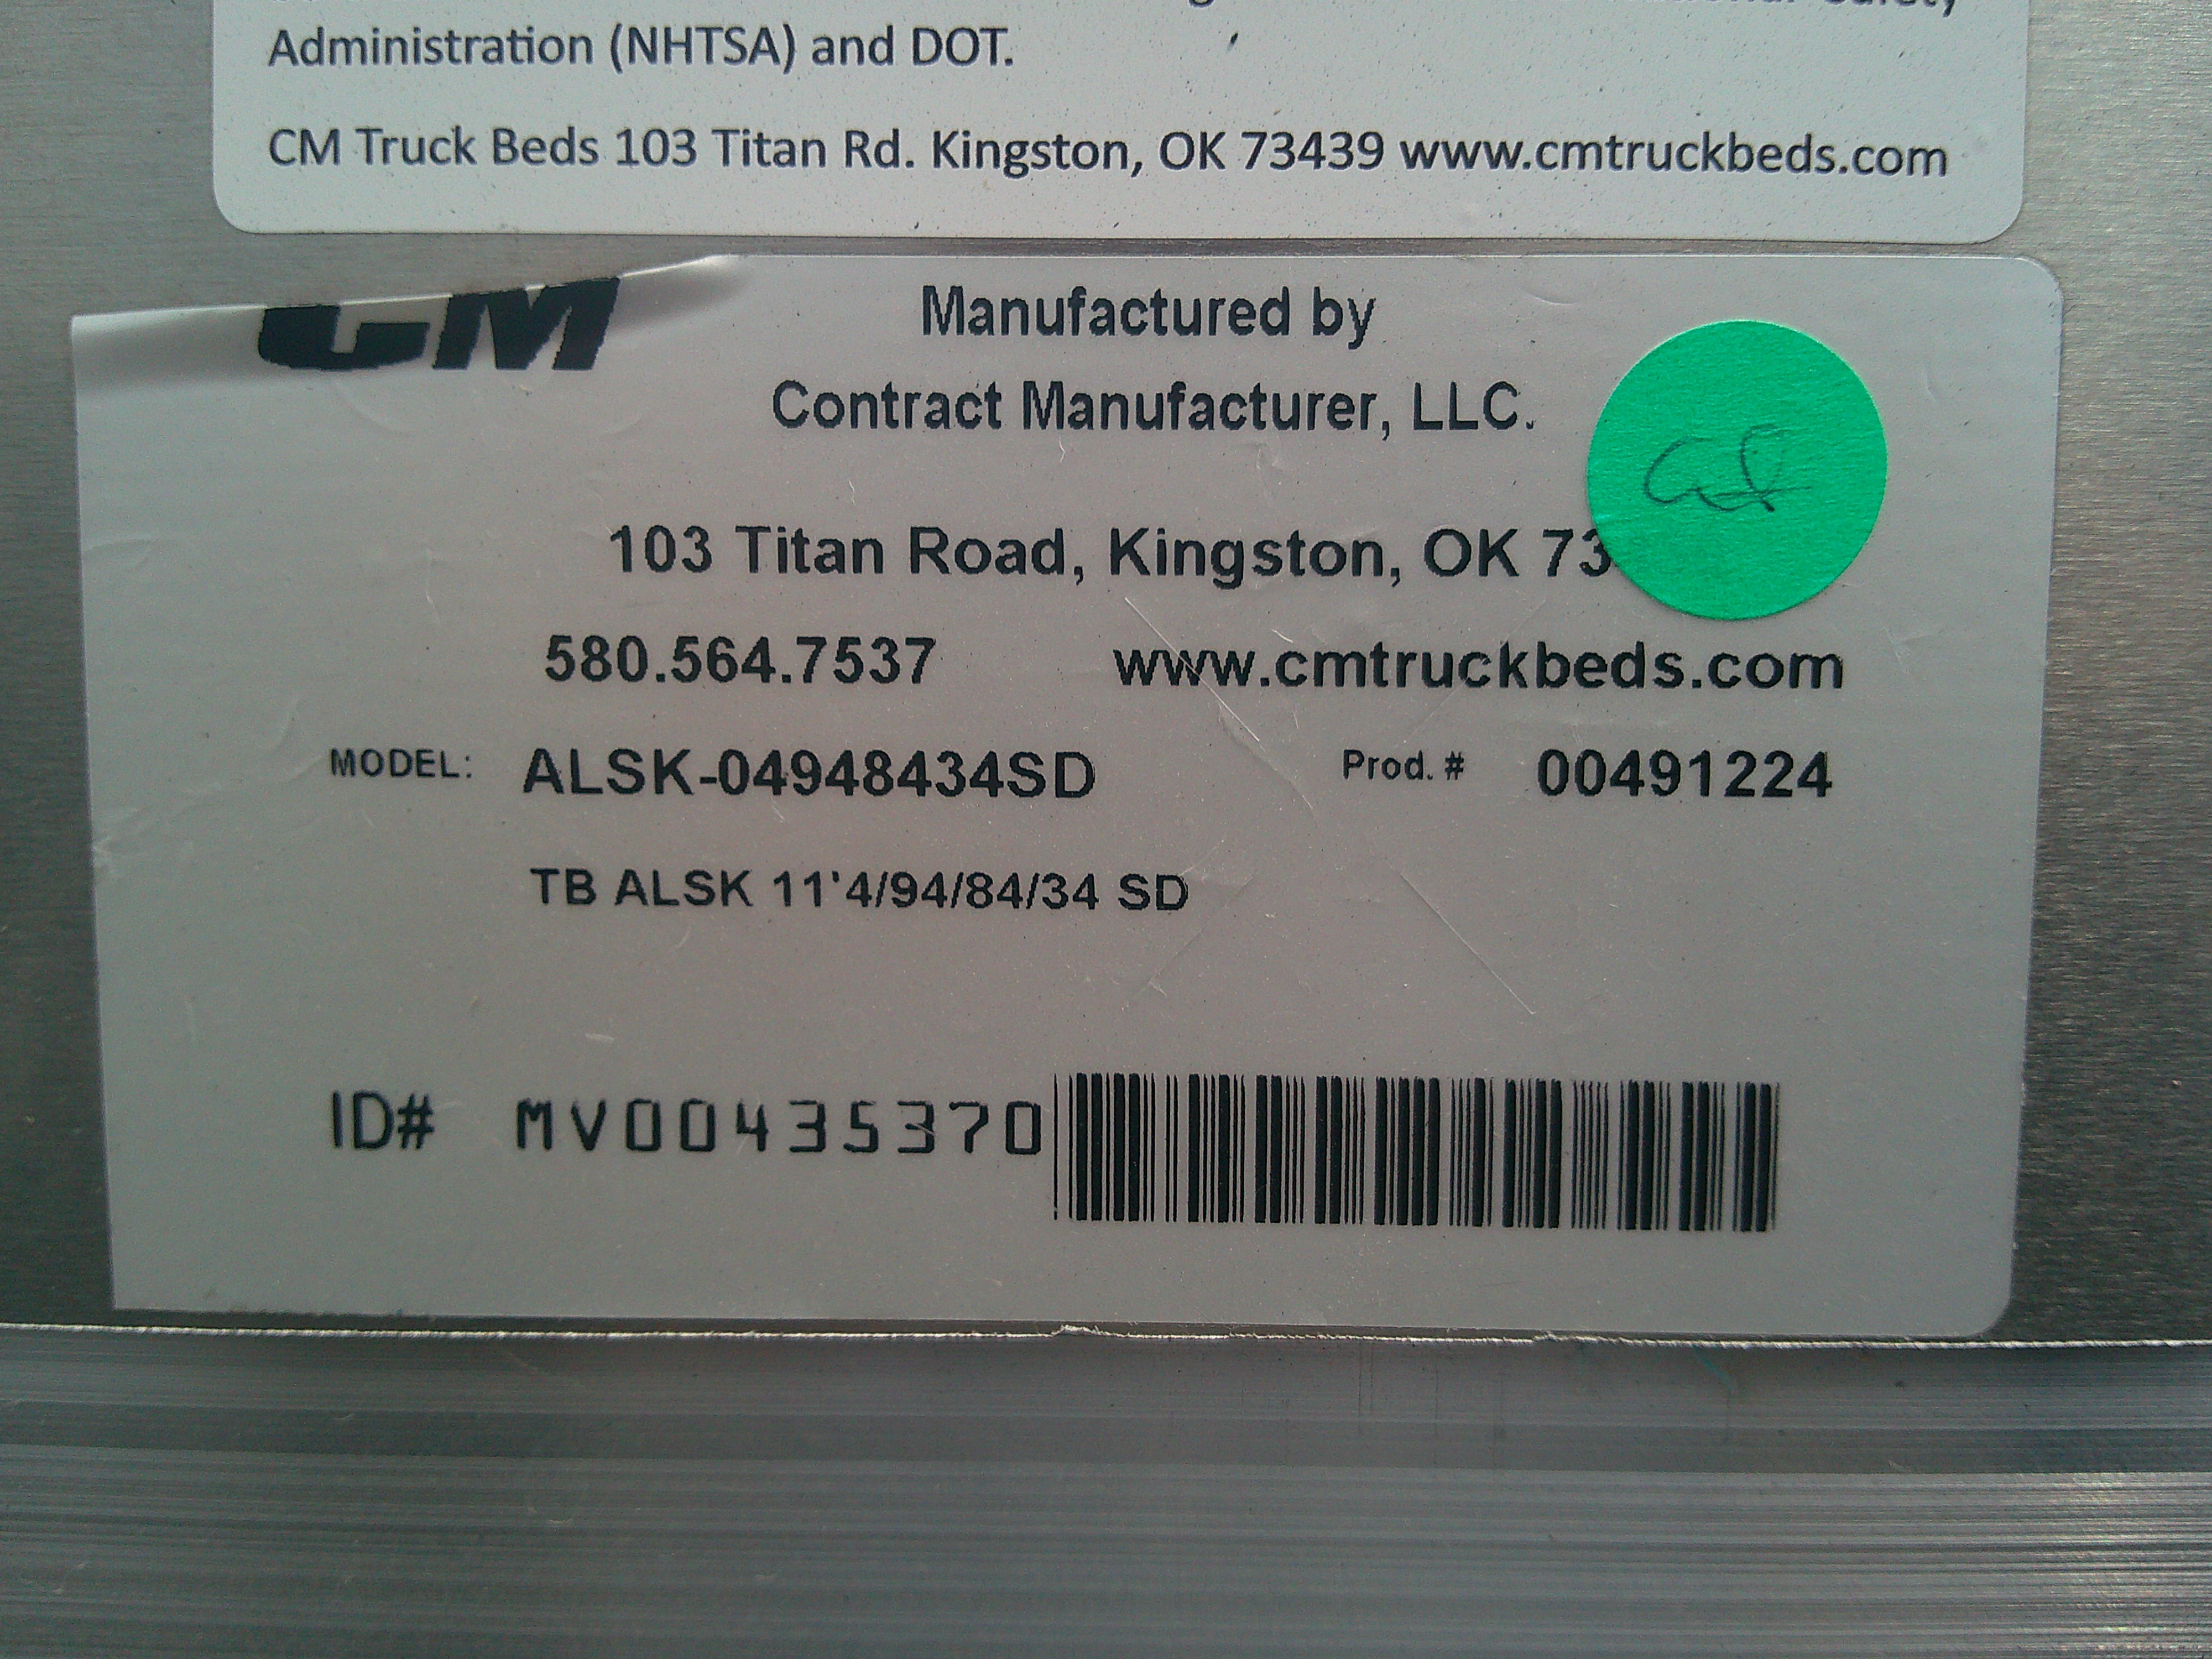 Administration (NHTSA) and DOT.
CM Truck Beds 103 Titan Rd. Kingston, OK 73439 www.cmtruckbeds.com
CM
Manufactured by
Contract Manufacturer, LLC.
103 Titan Road, Kingston, OK 73
580.564.7537 www.cmtruckbeds.com
MODEL: ALSK-04948434SD Prod. # 00491224
TB ALSK 11'4/94/84/34 SD
ID# MV00435370